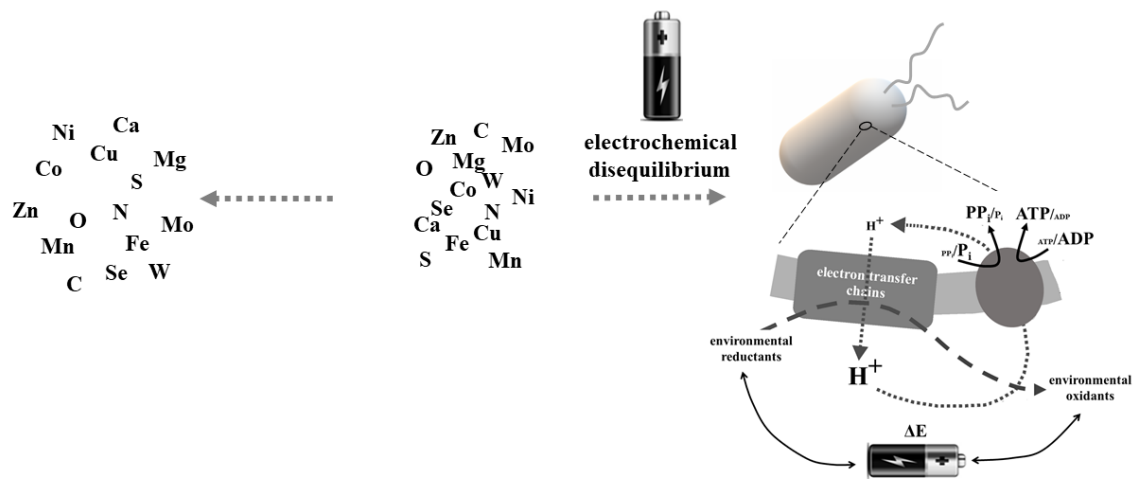 Ca
Ni
Cu
Mg
Co
S
Zn
O
N
Mo
Mn
Fe
Se
W
C
C
Zn
Mo
O
Mg
W
Co
Ni
Se
N
Ca
Cu
Fe
S
Mn
electrochemical
disequilibrium
PPi/Pi
ATP/ADP
H+
PP/Pi
ATP/ADP
electron transfer
chains
environmental
reductants
H+
environmental
oxidants
ΔE